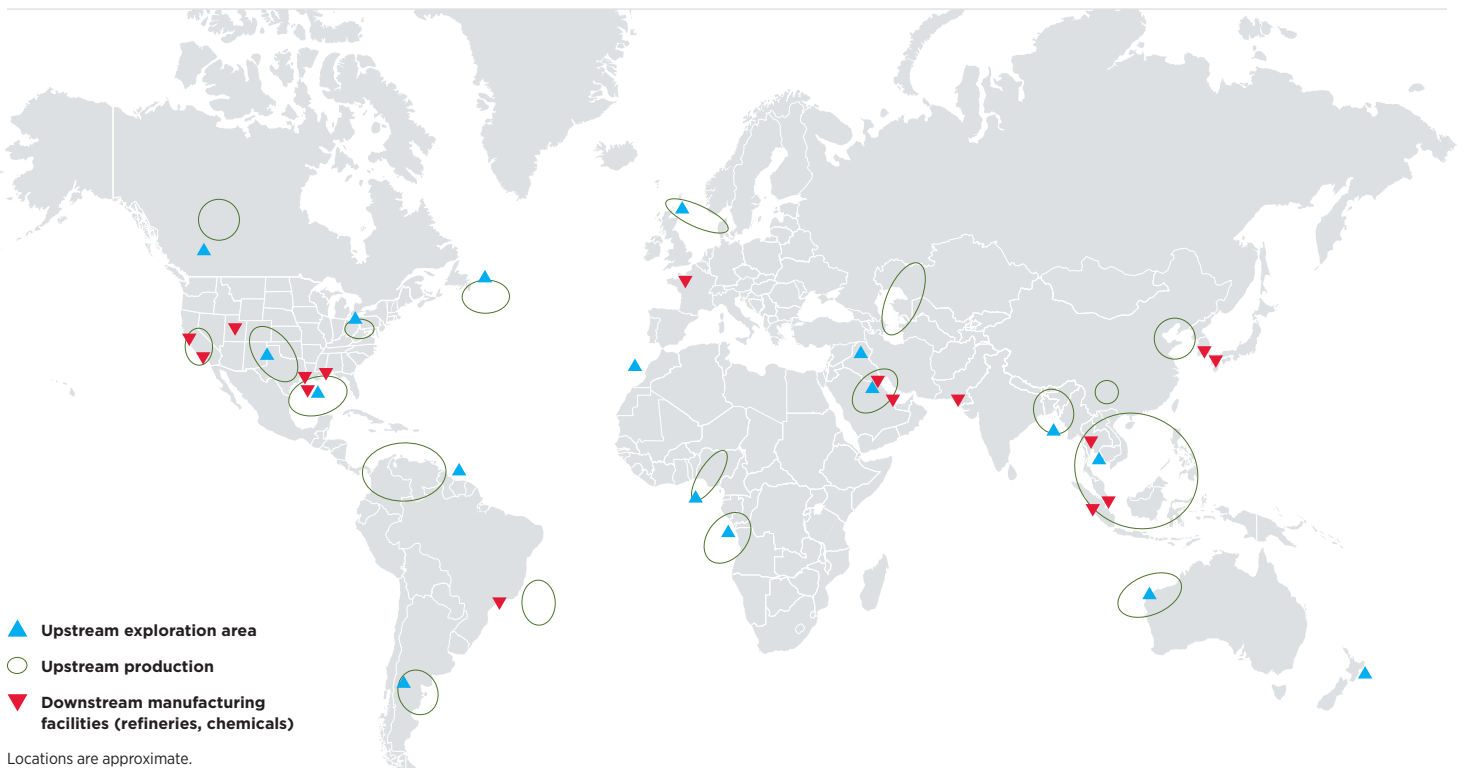 Upstream exploration area
Upstream production
Downstream manufacturing
facilities (refineries, chemicals)
Locations are approximate.